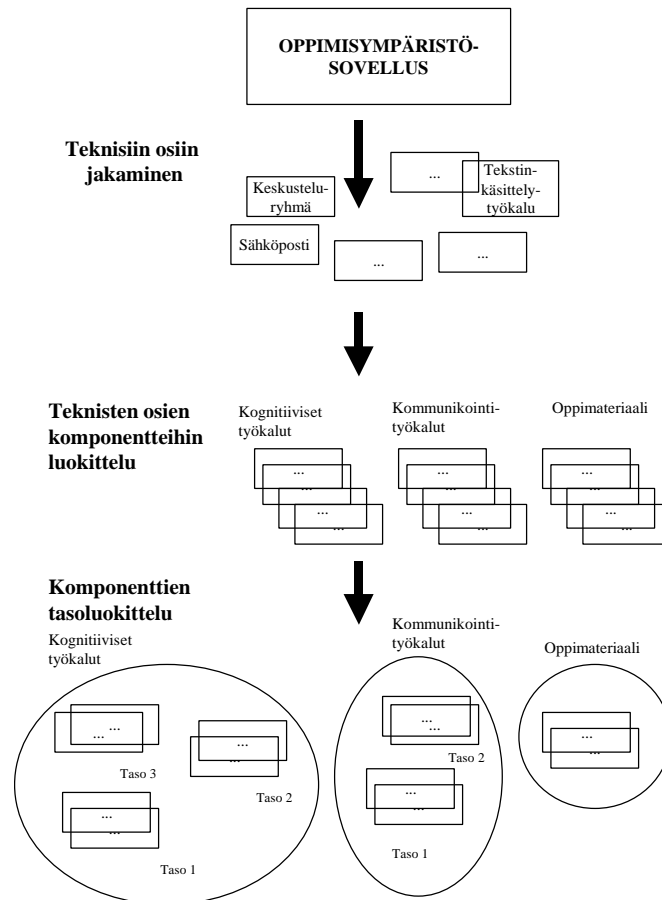 OPPIMISYMPÄRISTÖ-
SOVELLUS
Teknisiin osiin
jakaminen
...
Tekstin-
käsittely-
työkalu
Keskustelu-
ryhmä
Sähköposti
...
...
Teknisten osien
komponentteihin
luokittelu
Kognitiiviset
työkalut
...
...
...
...
Kommunikointi-
työkalut
...
...
...
...
Oppimateriaali
...
...
...
...
Komponenttien
tasoluokittelu
Kognitiiviset
työkalut
...
...
Taso 3
...
...
Taso 2
...
...
Taso 1
Kommunikointi-
työkalut
...
...
Taso 2
...
...
Taso 1
Oppimateriaali
...
...